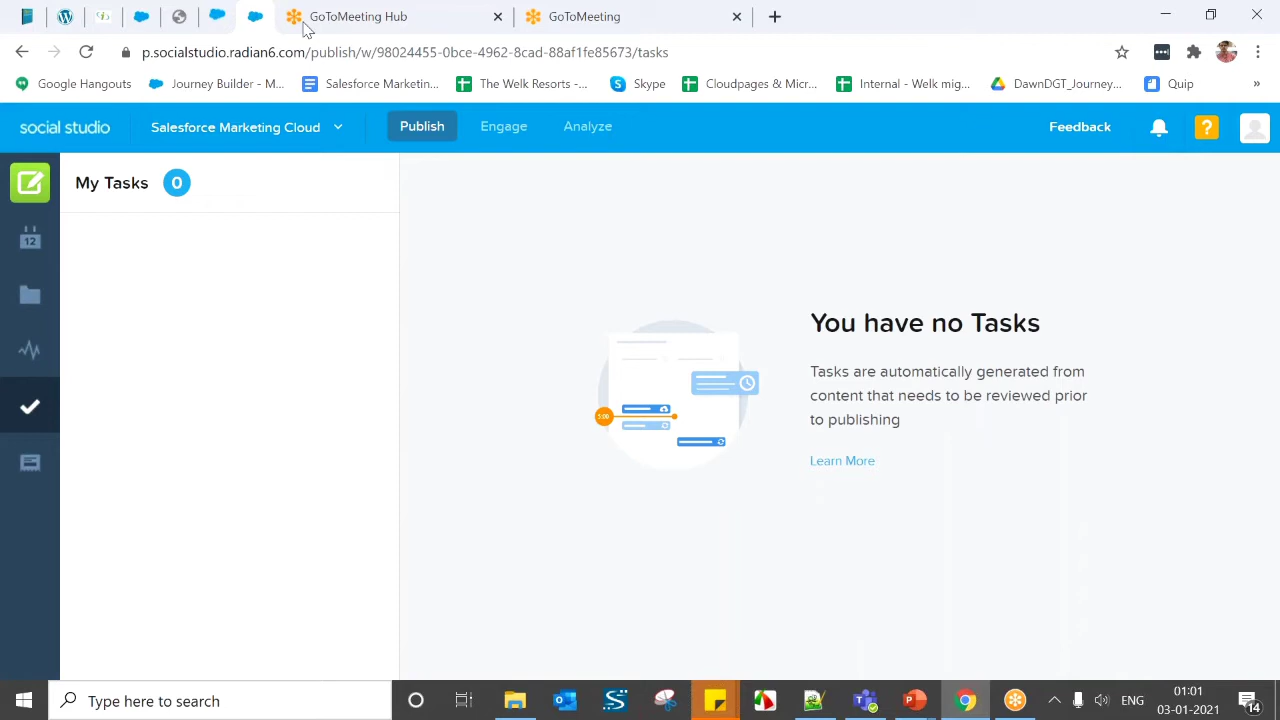 GoToMeeting Hub
GoToMeeting
p.socialstudio.radian6.com/publish/w/98024455-0bce-4962-8cad-88af1fe85673/tasks
Google Hangouts
Journey Builder - M...
Salesforce Marketin...
The Welk Resorts -...
Skype
Cloudpages & Micr...
Internal - Welk mig...
DawnDGT_Journey...
Quip
»
social studio
Salesforce Marketing Cloud
Publish
Engage
Analyze
Feedback
?
My Tasks 0
12
You have no Tasks
Tasks are automatically generated from
content that needs to be reviewed prior
to publishing
Learn More
5:00
Type here to search
ENG
01:01
03-01-2021
14